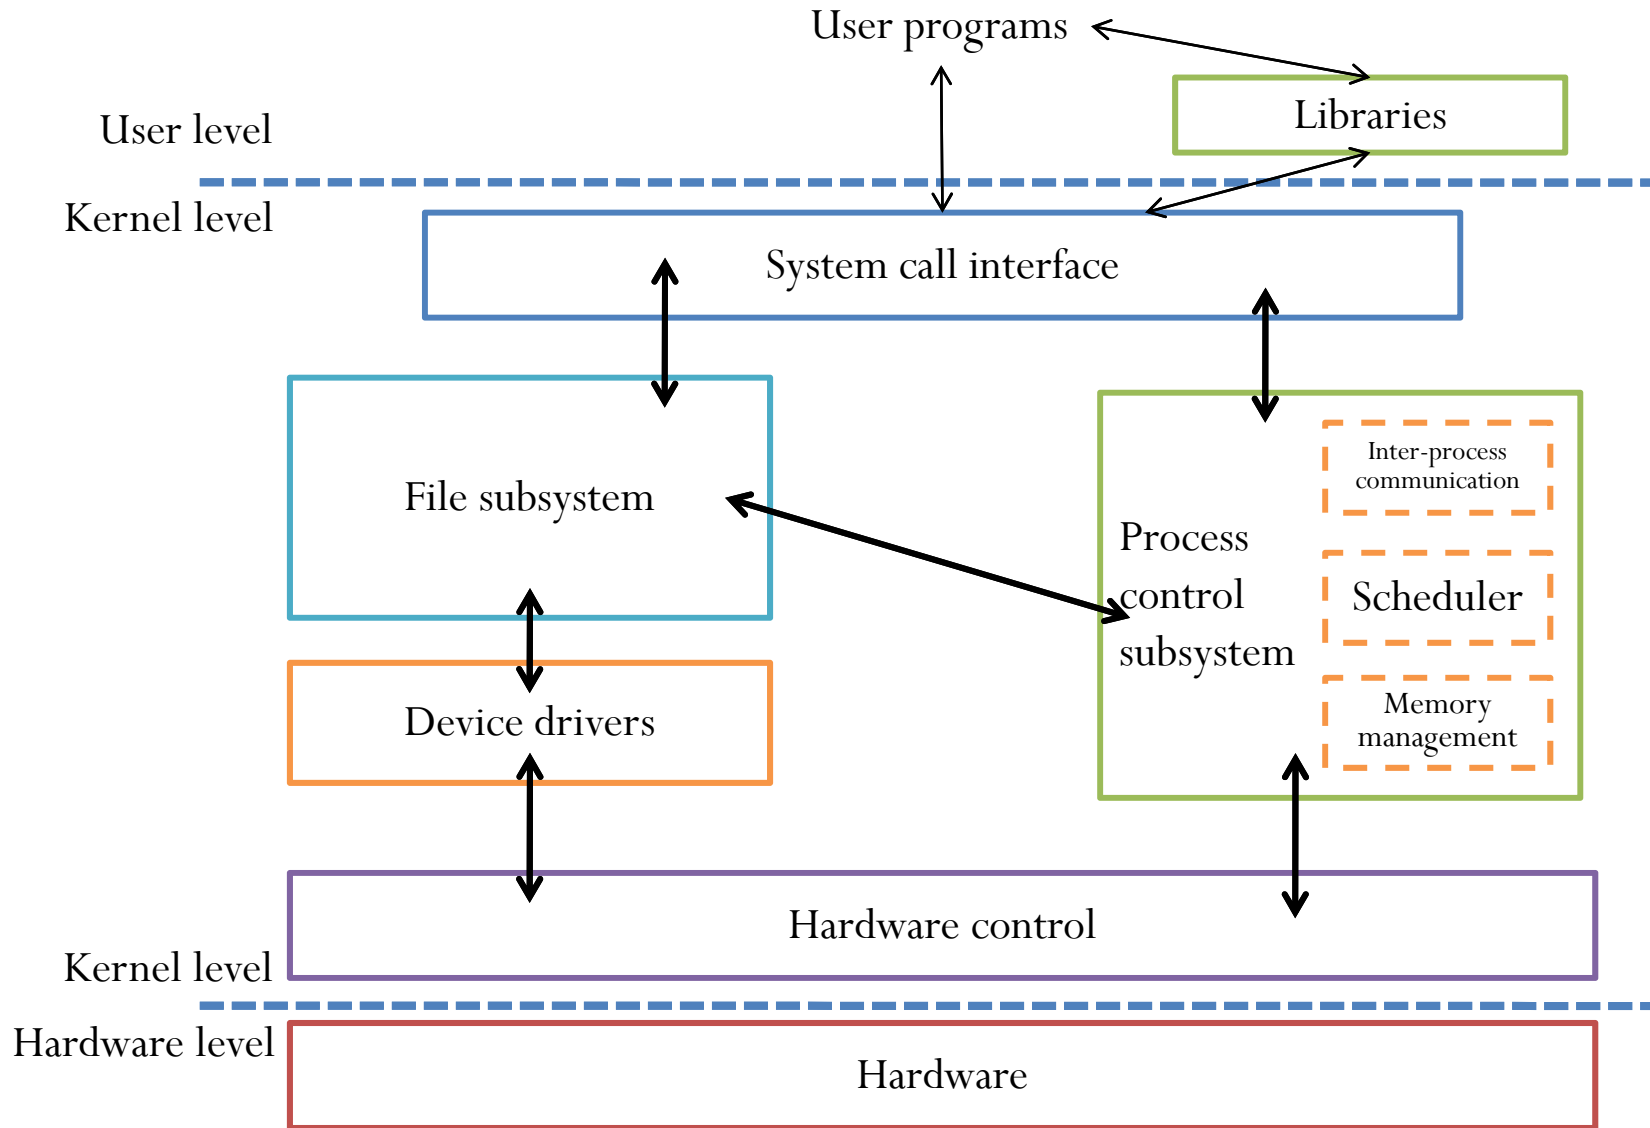 User programs
Libraries
User level
Kernel level
System call interface
File subsystem
Process
control
subsystem
Inter-process
communication
Scheduler
Memory
management
Device drivers
Hardware control
Kernel level
Hardware level
Hardware